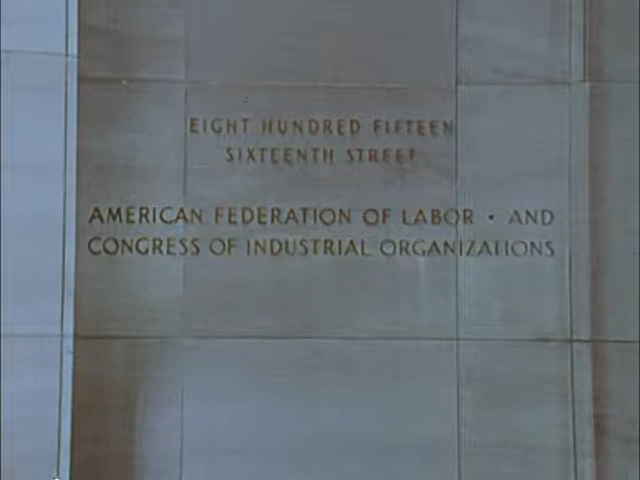 EIGHT HUNDRED FIFTEEN
SIXTEENTH STREET
AMERICAN FEDERATION OF LABOR • AND
CONGRESS OF INDUSTRIAL ORGANIZATIONS